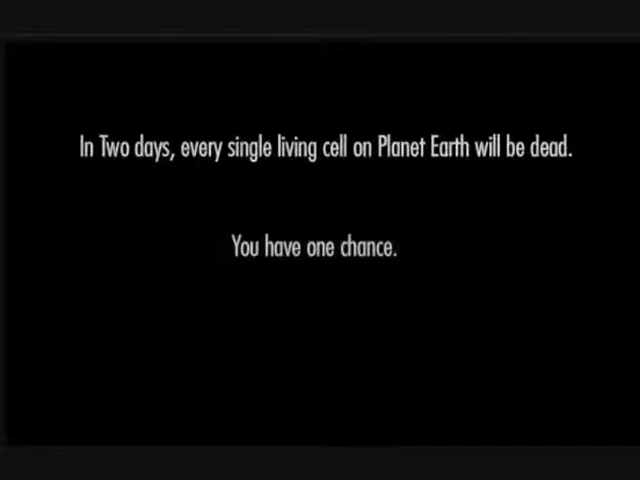 In Two days, every single living cell on Planet Earth will be dead.
You have one chance.